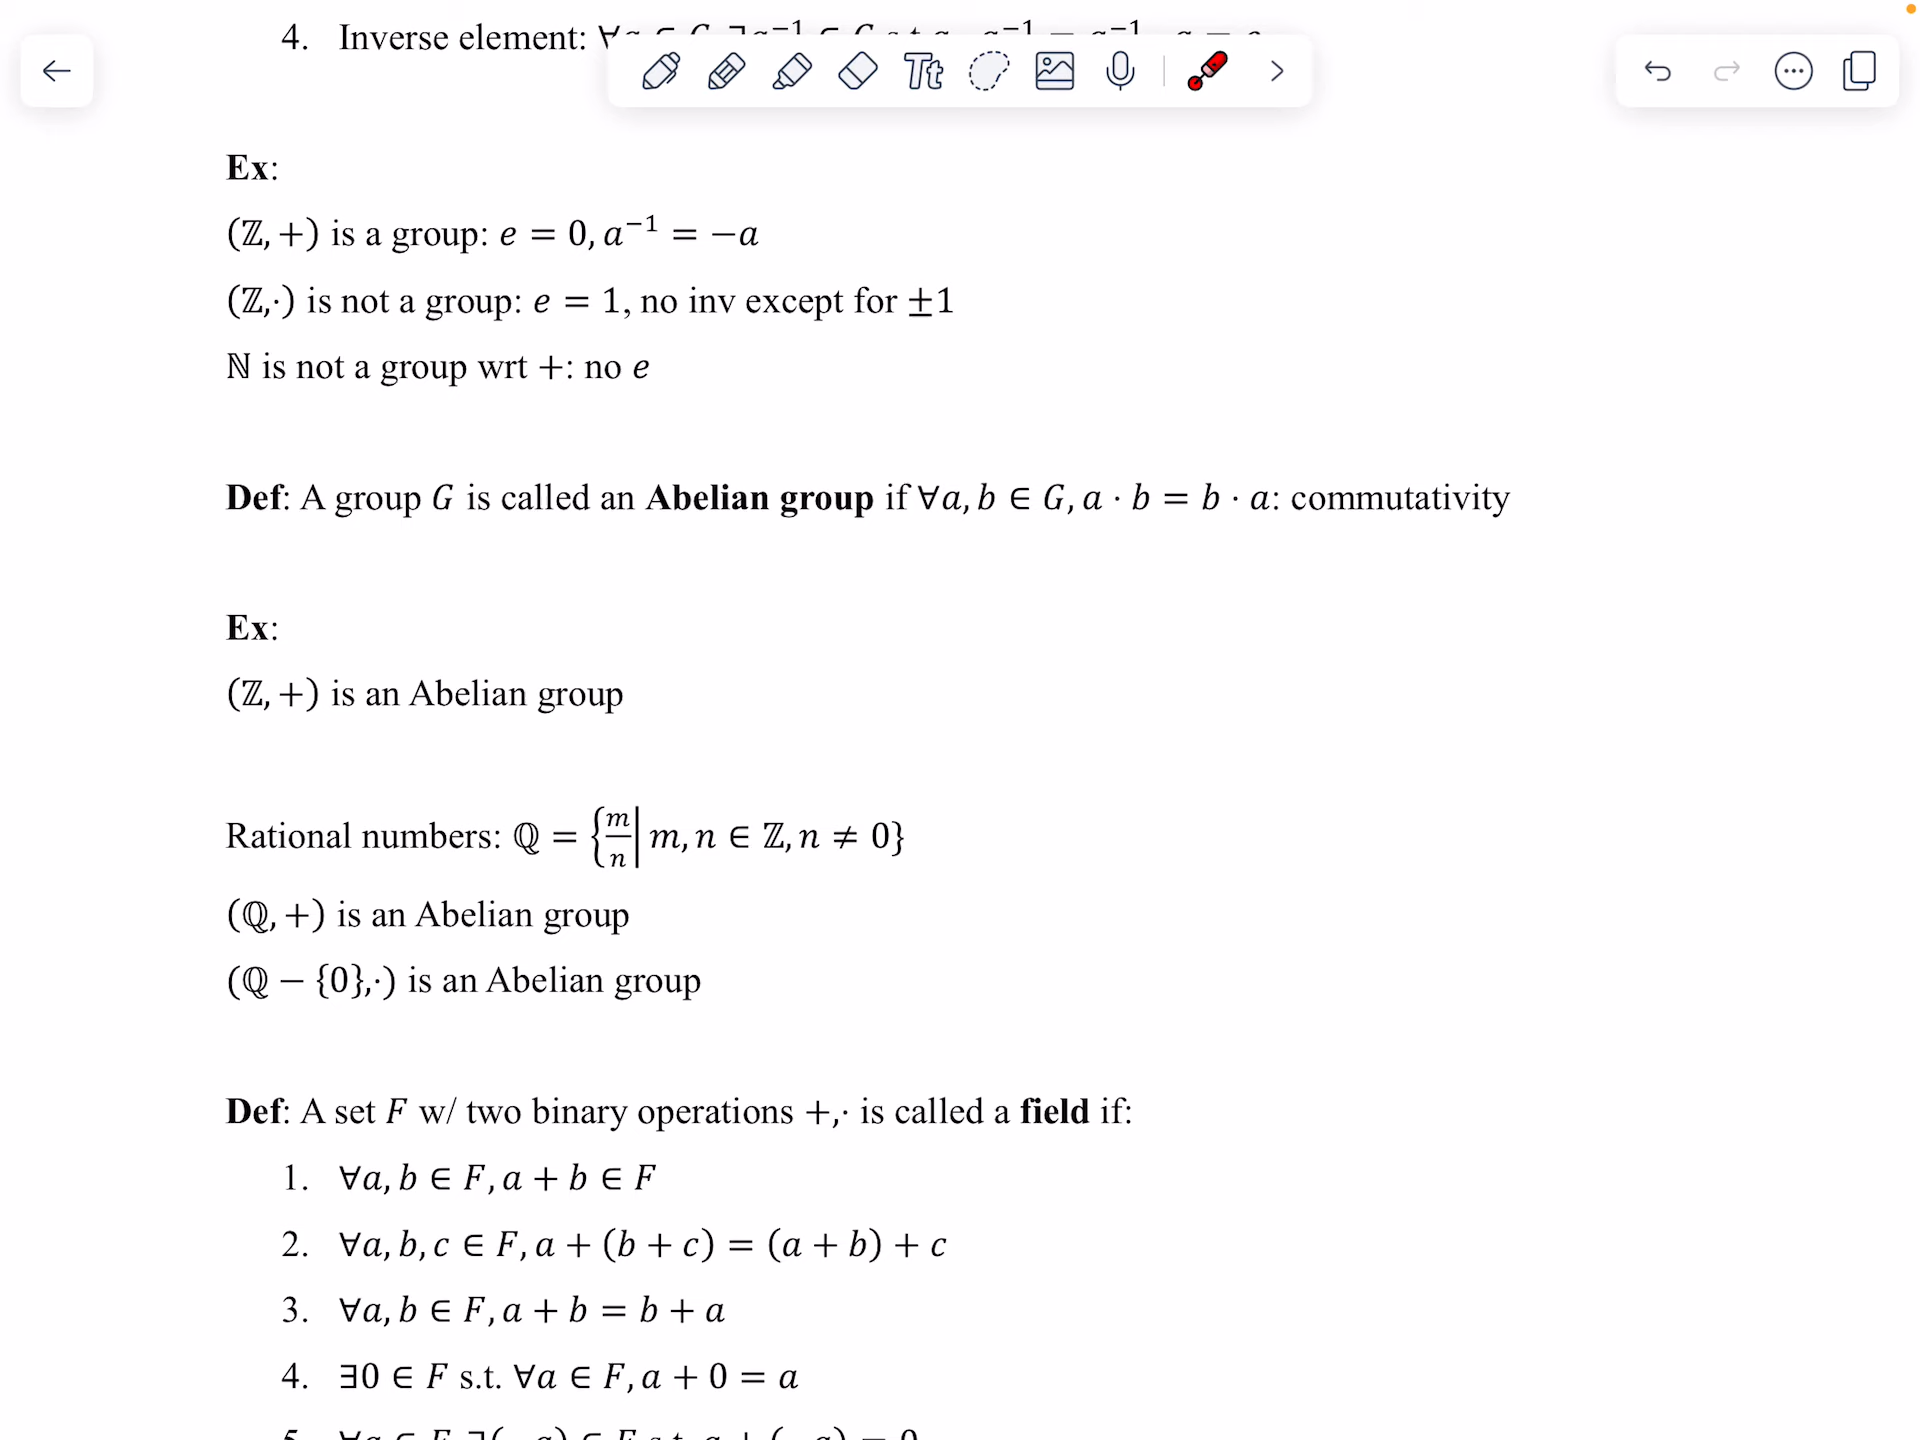 4. Inverse element: ∀
Tt
Ex:
(ℤ, +) is a group: e = 0, a⁻¹ = −a
(ℤ,·) is not a group: e = 1, no inv except for ±1
ℕ is not a group wrt +: no e
Def: A group G is called an Abelian group if ∀a, b ∈ G, a · b = b · a: commutativity
Ex:
(ℤ, +) is an Abelian group
Rational numbers: ℚ = {m/n | m, n ∈ ℤ, n ≠ 0}
(ℚ, +) is an Abelian group
(ℚ − {0},·) is an Abelian group
Def: A set F w/ two binary operations +,· is called a field if:
1. ∀a, b ∈ F, a + b ∈ F
2. ∀a, b, c ∈ F, a + (b + c) = (a + b) + c
3. ∀a, b ∈ F, a + b = b + a
4. ∃0 ∈ F s.t. ∀a ∈ F, a + 0 = a